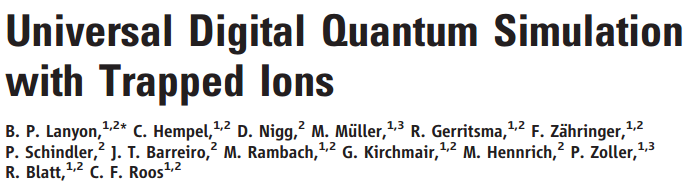 Universal Digital Quantum Simulation
with Trapped Ions
B. P. Lanyon,1,2* C. Hempel,1,2 D. Nigg,2 M. Müller,1,3 R. Gerritsma,1,2 F. Zähringer,1,2
P. Schindler,2 J. T. Barreiro,2 M. Rambach,1,2 G. Kirchmair,1,2 M. Hennrich,2 P. Zoller,1,3
R. Blatt,1,2 C. F. Roos1,2